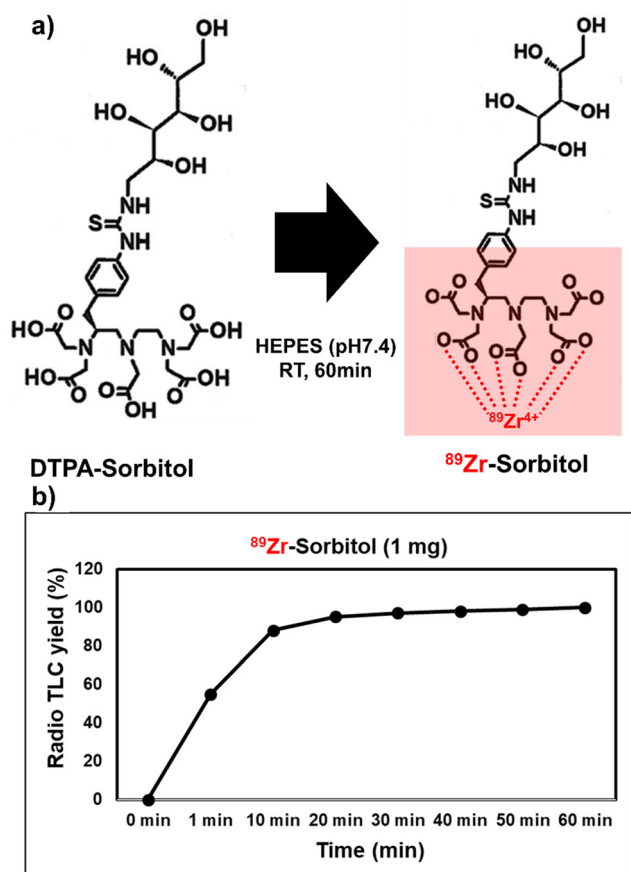 a)
OH
HO
OH
HO
OH
HO
NH
S
NH
HO
O
O
OH
N
N
N
HO
O
O
OH
O
OH
DTPA-Sorbitol
HEPES (pH7.4)
RT, 60min
OH
HO
OH
HO
OH
HO
NH
S
NH
O
O
O
O
N
N
N
O
O
O
O
O
O
89Zr4+
89Zr-Sorbitol
b)
89Zr-Sorbitol (1 mg)
Radio TLC yield (%)
120
100
80
60
40
20
0
0 min 1 min 10 min 20 min 30 min 40 min 50 min 60 min
Time (min)